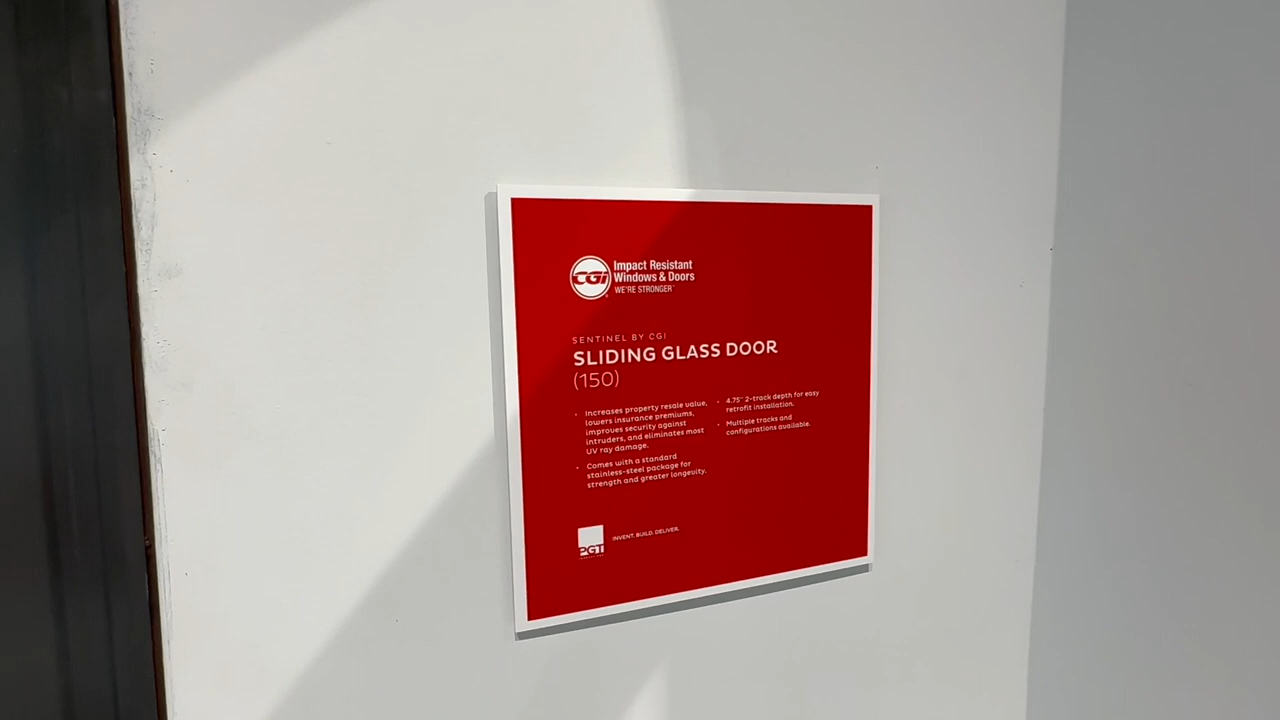 CGI
Impact Resistant
Windows & Doors
WE'RE STRONGER™
SENTINEL BY CGI
SLIDING GLASS DOOR
(150)
• Increases property resale value,
lowers insurance premiums,
improves security against
intruders, and eliminates most
UV ray damage.
• Comes with a standard
stainless-steel package for
strength and greater longevity.
• 4.75" 2-track depth for easy
retrofit installation.
• Multiple tracks and
configurations available.
PGT
INVENT. BUILD. DELIVER.